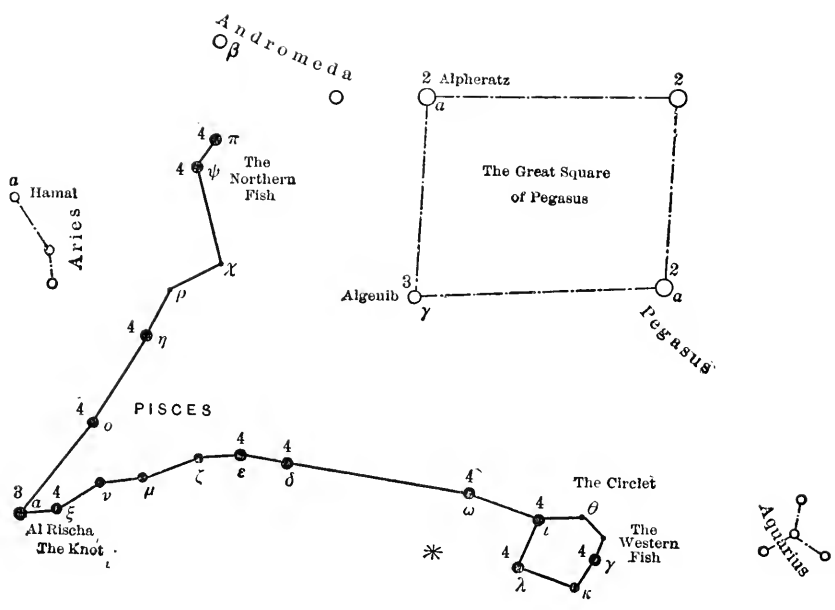 Andromeda
β
2 Alpheratz
α
2
4 π
4 ψ
The
Northern
Fish
The Great Square
of Pegasus
α
Hamal
Aries
χ
ρ
3
Algenib
γ
2
α
Pegasus
4
η
4
ο
PISCES
3
α
4
ξ
ν
μ
ζ
4
ε
4
δ
4
ω
The Circlet
4
ι
θ
The
Western
Fish
4
γ
4
λ
κ
Al Rischa
The Knot
Aquarius